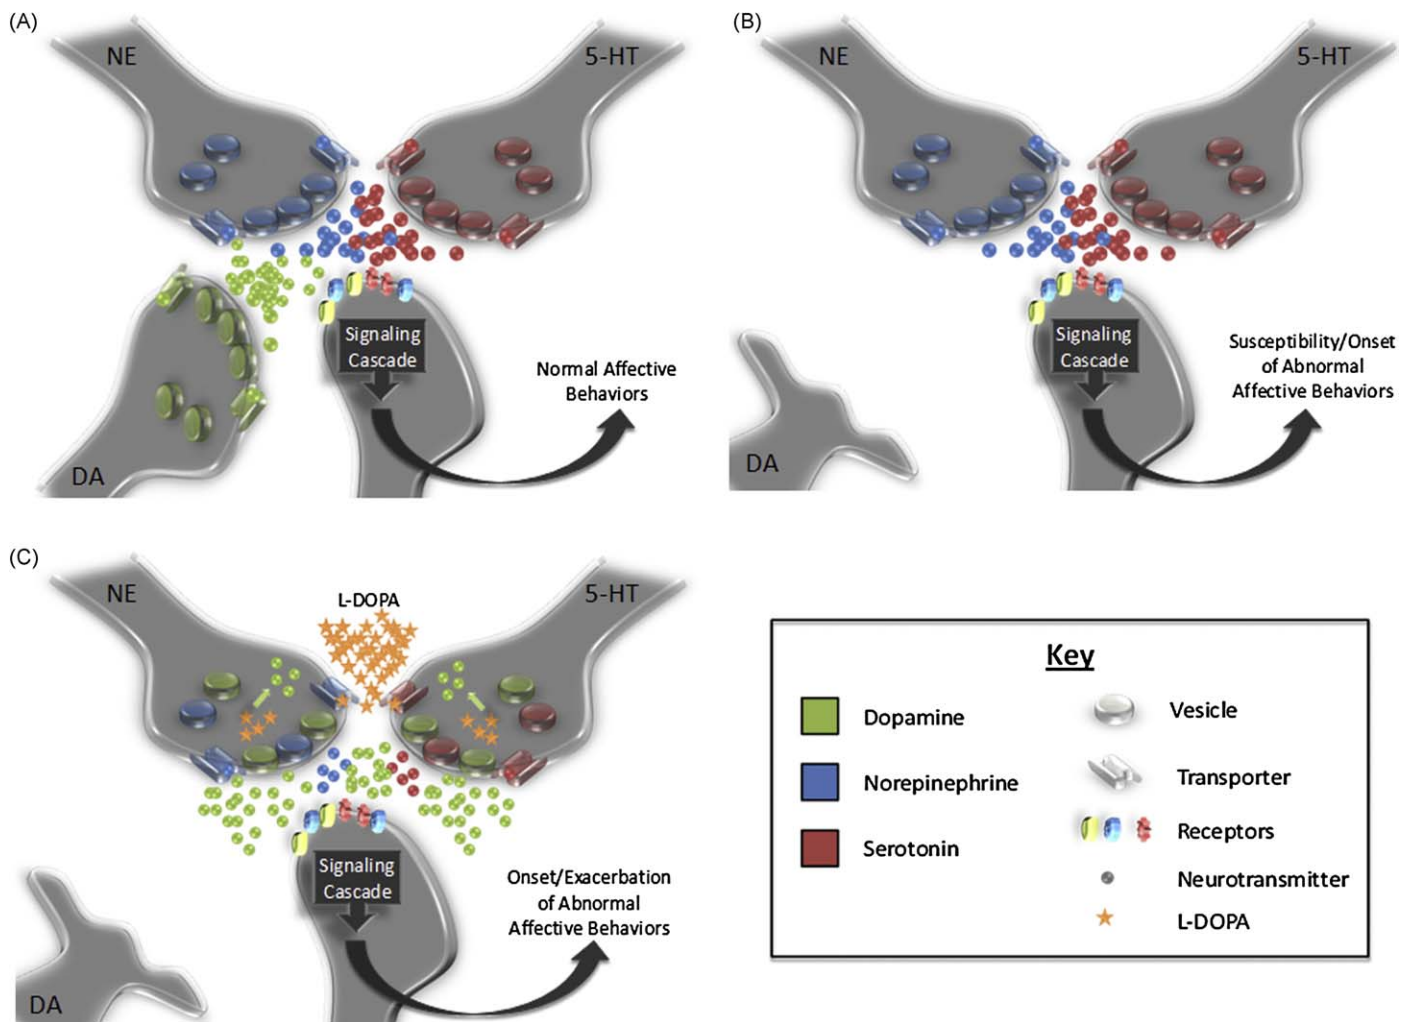 (A)
NE
5-HT
Signaling
Cascade
Normal Affective
Behaviors
DA
(B)
NE
5-HT
Signaling
Cascade
Susceptibility/Onset
of Abnormal
Affective Behaviors
DA
(C)
NE
5-HT
L-DOPA
Signaling
Cascade
Onset/Exacerbation
of Abnormal
Affective Behaviors
DA
Key
Dopamine
Norepinephrine
Serotonin
Vesicle
Transporter
Receptors
Neurotransmitter
L-DOPA